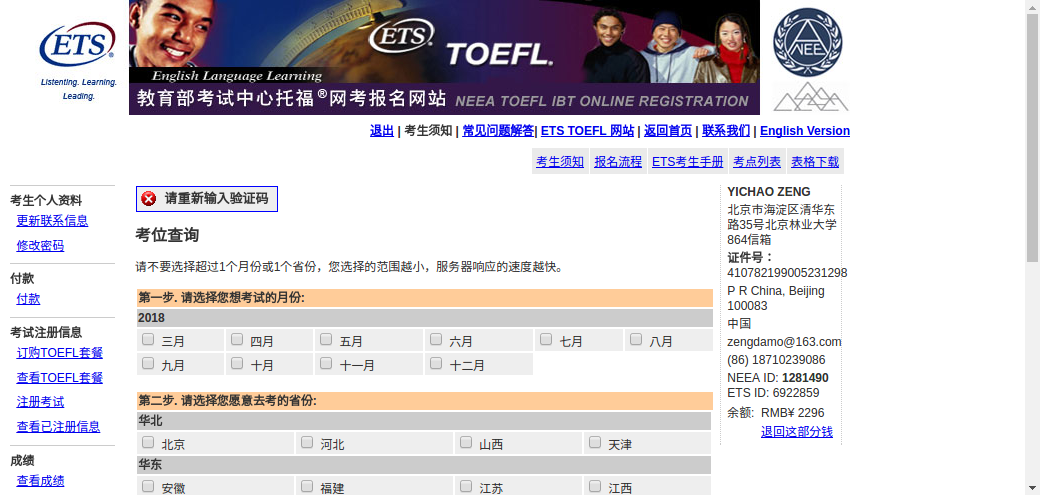 ETS
®
Listening. Learning.
Leading.
ETS TOEFL.
English Language Learning
教育部考试中心托福®网考报名网站 NEEA TOEFL IBT ONLINE REGISTRATION
NEEA
退出 | 考生须知 | 常见问题解答| ETS TOEFL 网站 | 返回首页 | 联系我们 | English Version
考生须知 报名流程 ETS考生手册 考点列表 表格下载
考生个人资料
更新联系信息
修改密码
付款
付款
考试注册信息
订购TOEFL套餐
查看TOEFL套餐
注册考试
查看已注册信息
成绩
查看成绩
请重新输入验证码
考位查询
请不要选择超过1个月份或1个省份，您选择的范围越小，服务器响应的速度越快。
第一步. 请选择您想考试的月份:
2018
三月 四月 五月 六月 七月 八月
九月 十月 十一月 十二月
第二步. 请选择您愿意去考的省份:
华北
北京 河北 山西 天津
华东
安徽 福建 江苏 江西
YICHAO ZENG
北京市海淀区清华东
路35号北京林业大学
864信箱
证件号：
410782199005231298
P R China, Beijing
100083
中国
zengdamo@163.com
(86) 18710239086
NEEA ID: 1281490
ETS ID: 6922859
余额: RMB¥ 2296
退回这部分钱